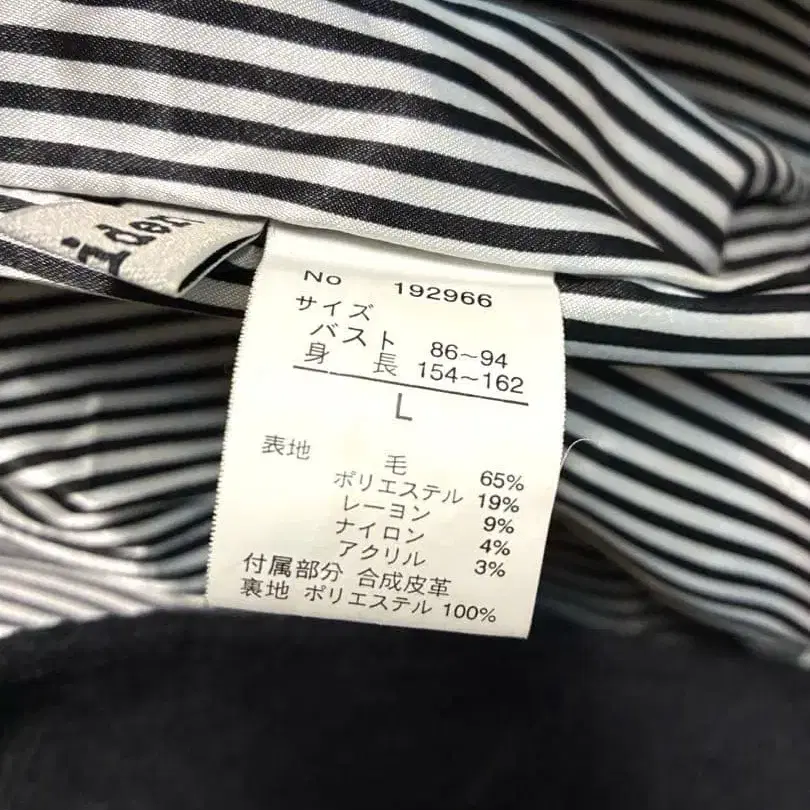 No 192966
サイズ
バスト 86~94
身長 154~162
L
表地 毛 65%
ポリエステル 19%
レーヨン 9%
ナイロン 4%
アクリル 3%
付属部分 合成皮革
裏地 ポリエステル 100%